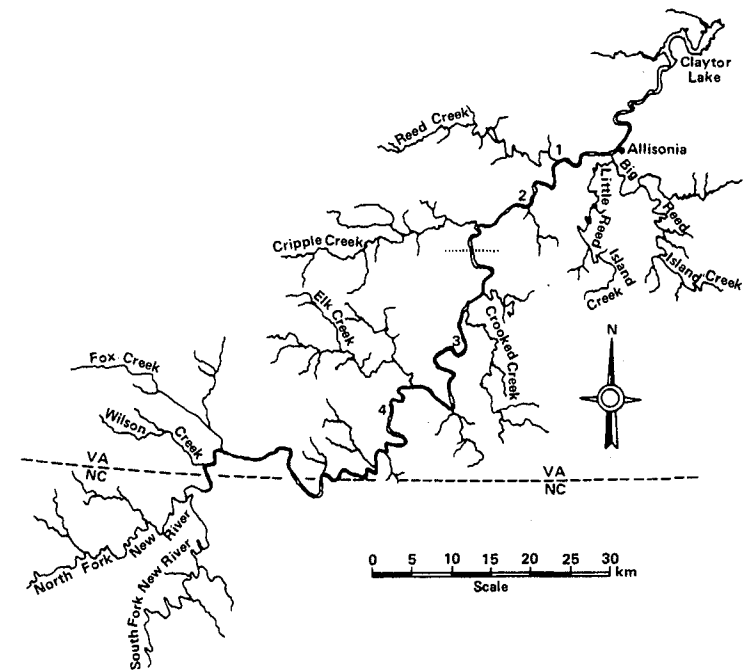 Claytor
Lake
Reed Creek
1
Allisonia
2
Big
Reed
Island Creek
Little Reed
Island
Creek
Cripple Creek
Elk Creek
Crooked Creek
3
N
Fox Creek
4
Wilson
Creek
VA
NC
VA
NC
North Fork New River
South Fork New River
0 5 10 15 20 25 30 km
Scale